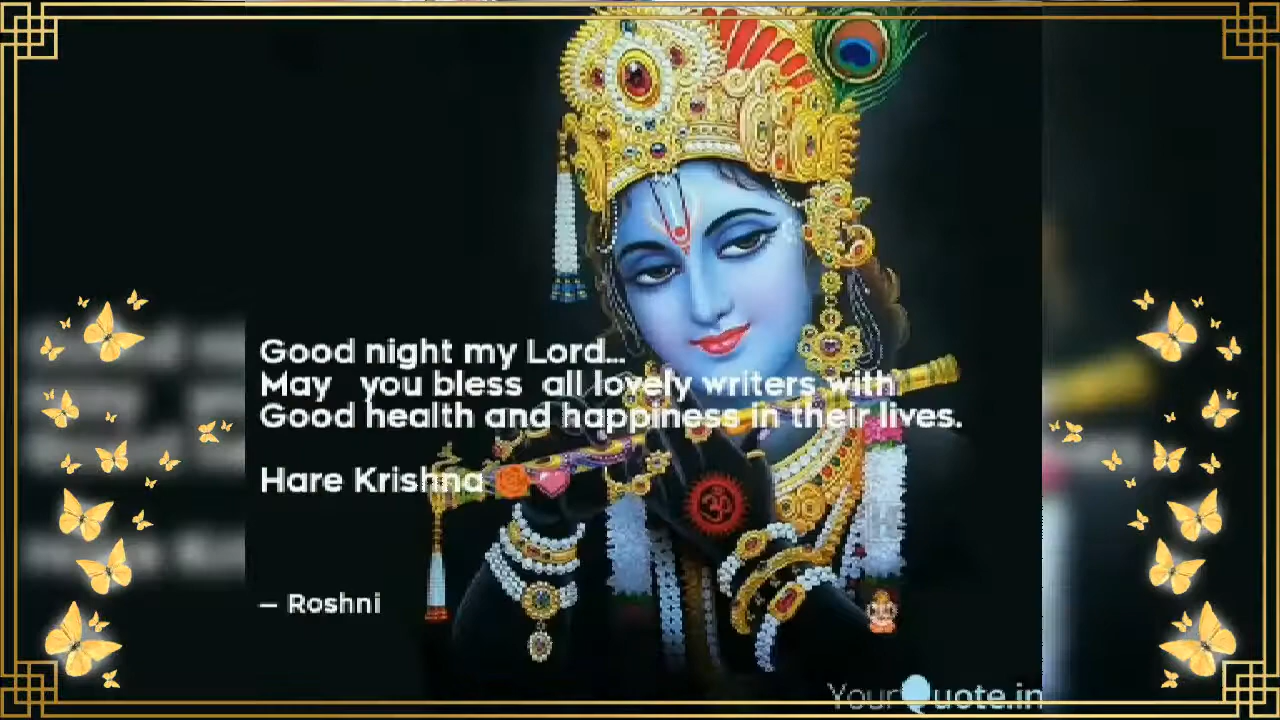 Good night my Lord...
May you bless all lovely writers with
Good health and happiness in their lives.
Hare Krishna
– Roshni
YourQuote.in
ॐ